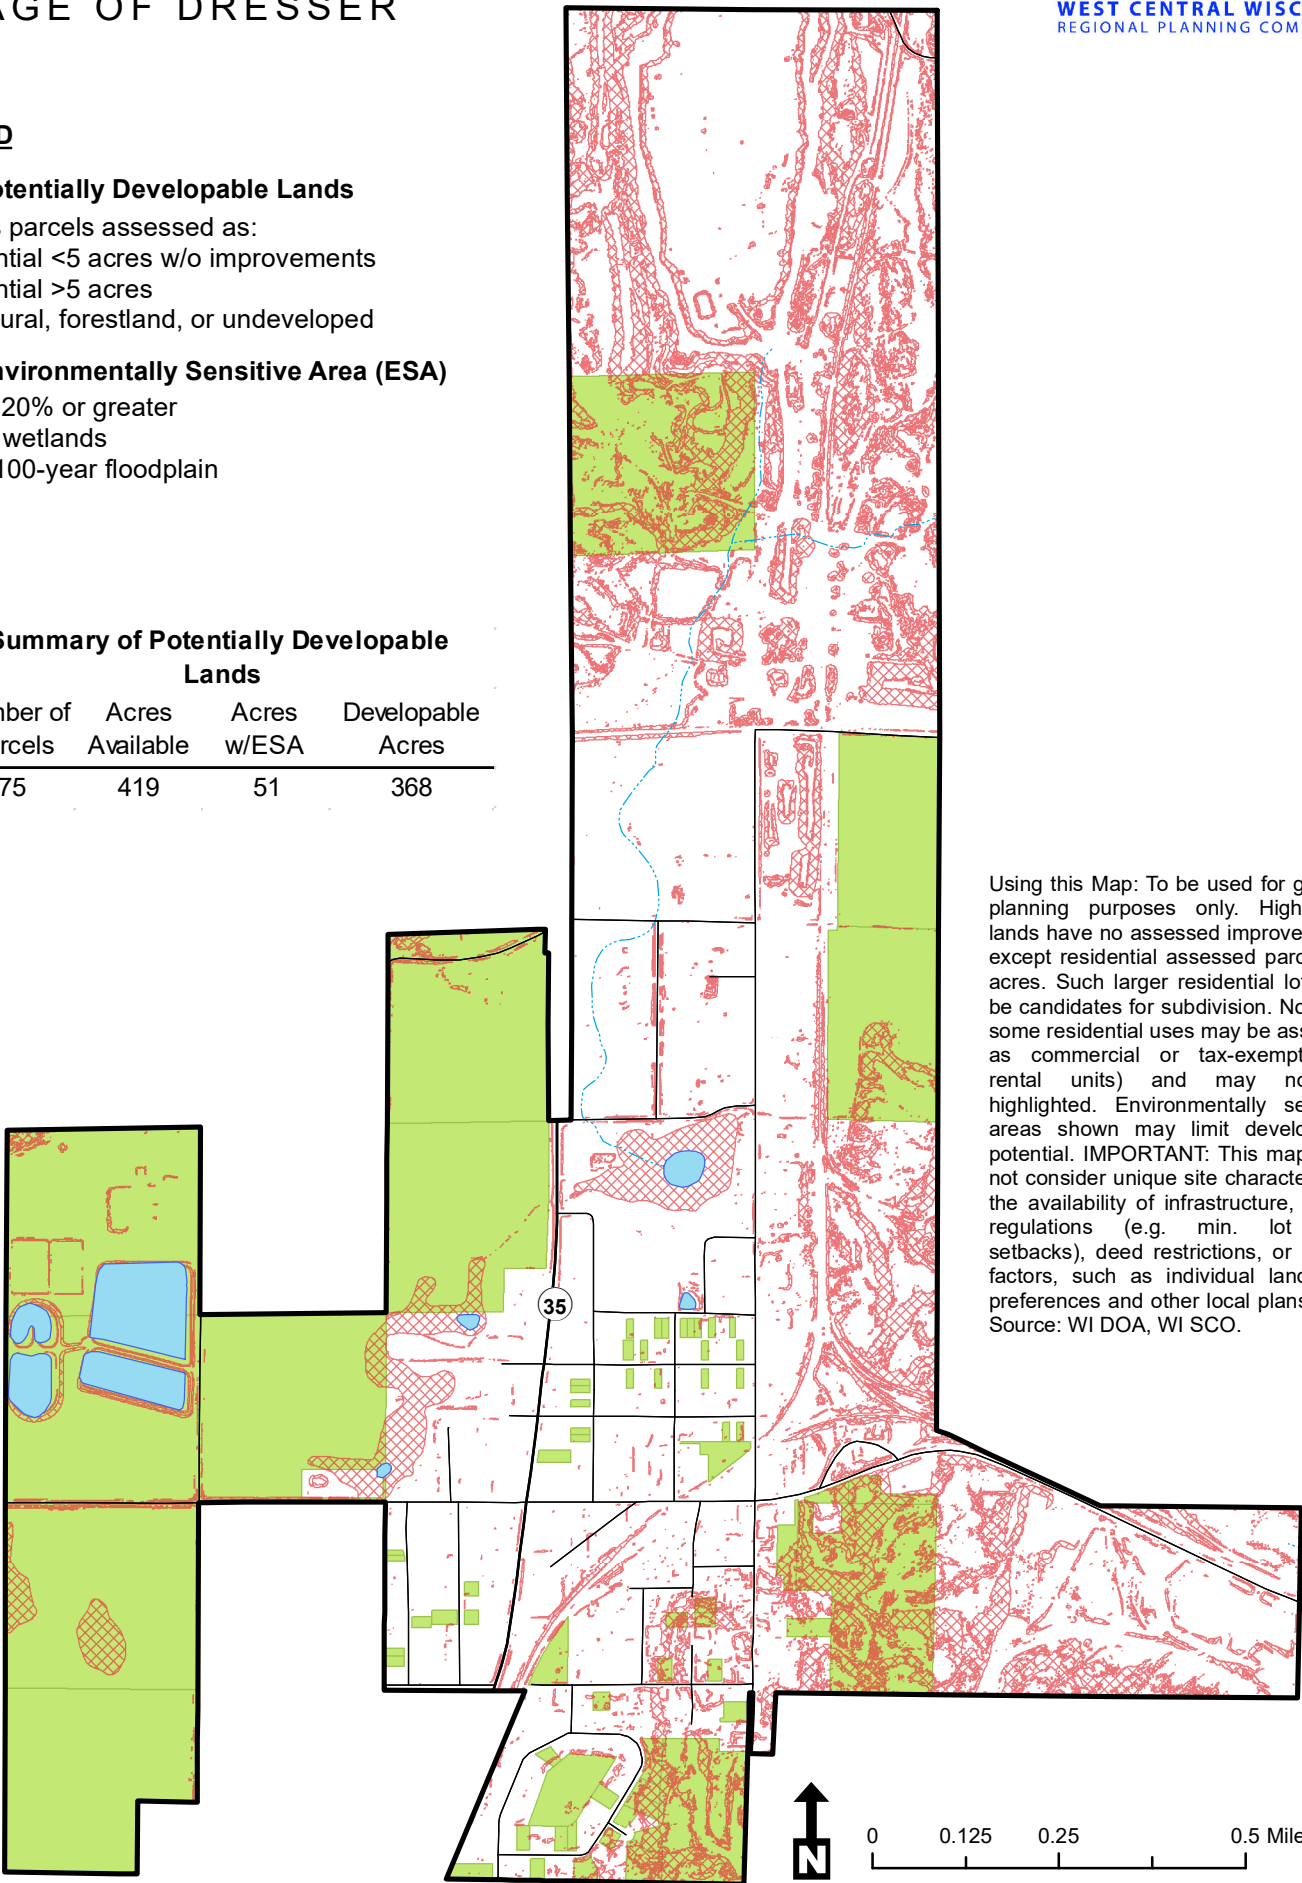 AGE OF DRESSER
WEST CENTRAL WISC
REGIONAL PLANNING COM
D
otentially Developable Lands
s parcels assessed as:
ntial <5 acres w/o improvements
ntial >5 acres
ural, forestland, or undeveloped
nvironmentally Sensitive Area (ESA)
20% or greater
wetlands
100-year floodplain
Summary of Potentially Developable
Lands
mber of Acres Acres Developable
rcels Available w/ESA Acres
75 419 51 368
Using this Map: To be used for g
planning purposes only. High
lands have no assessed improve
except residential assessed parc
acres. Such larger residential lot
be candidates for subdivision. No
some residential uses may be ass
as commercial or tax-exempt
rental units) and may no
highlighted. Environmentally se
areas shown may limit develo
potential. IMPORTANT: This map
not consider unique site characte
the availability of infrastructure,
regulations (e.g. min. lot
setbacks), deed restrictions, or
factors, such as individual lanc
preferences and other local plans
Source: WI DOA, WI SCO.
35
N
0 0.125 0.25 0.5 Mile